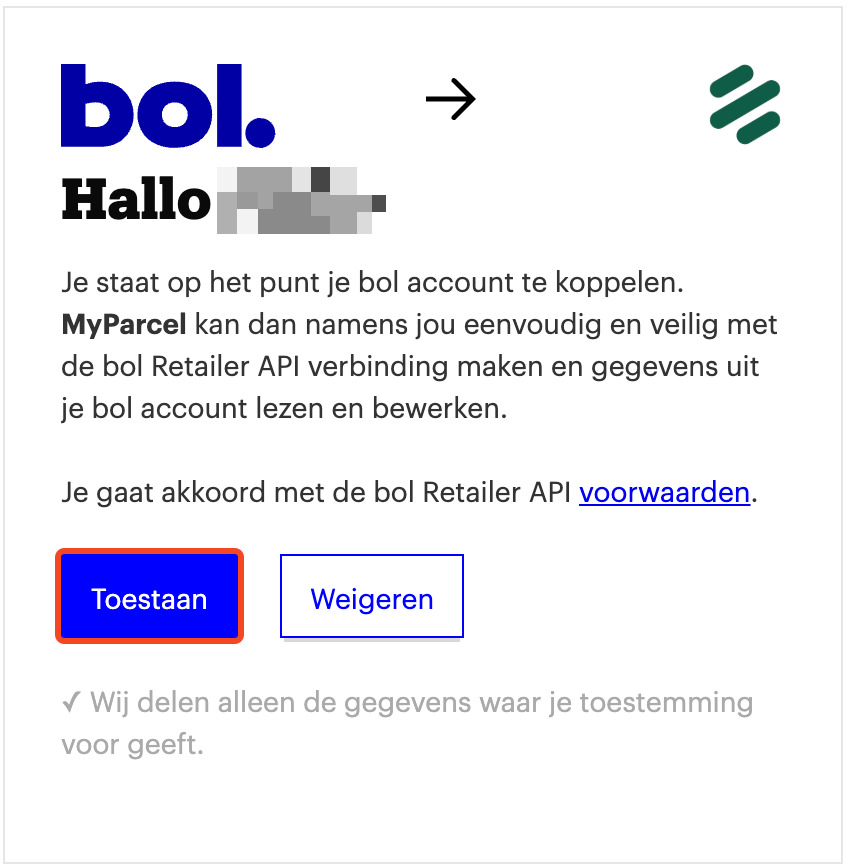 bol.
Hallo
Je staat op het punt je bol account te koppelen.
MyParcel kan dan namens jou eenvoudig en veilig met
de bol Retailer API verbinding maken en gegevens uit
je bol account lezen en bewerken.
Je gaat akkoord met de bol Retailer API voorwaarden.
Toestaan Weigeren
✓ Wij delen alleen de gegevens waar je toestemming
voor geeft.